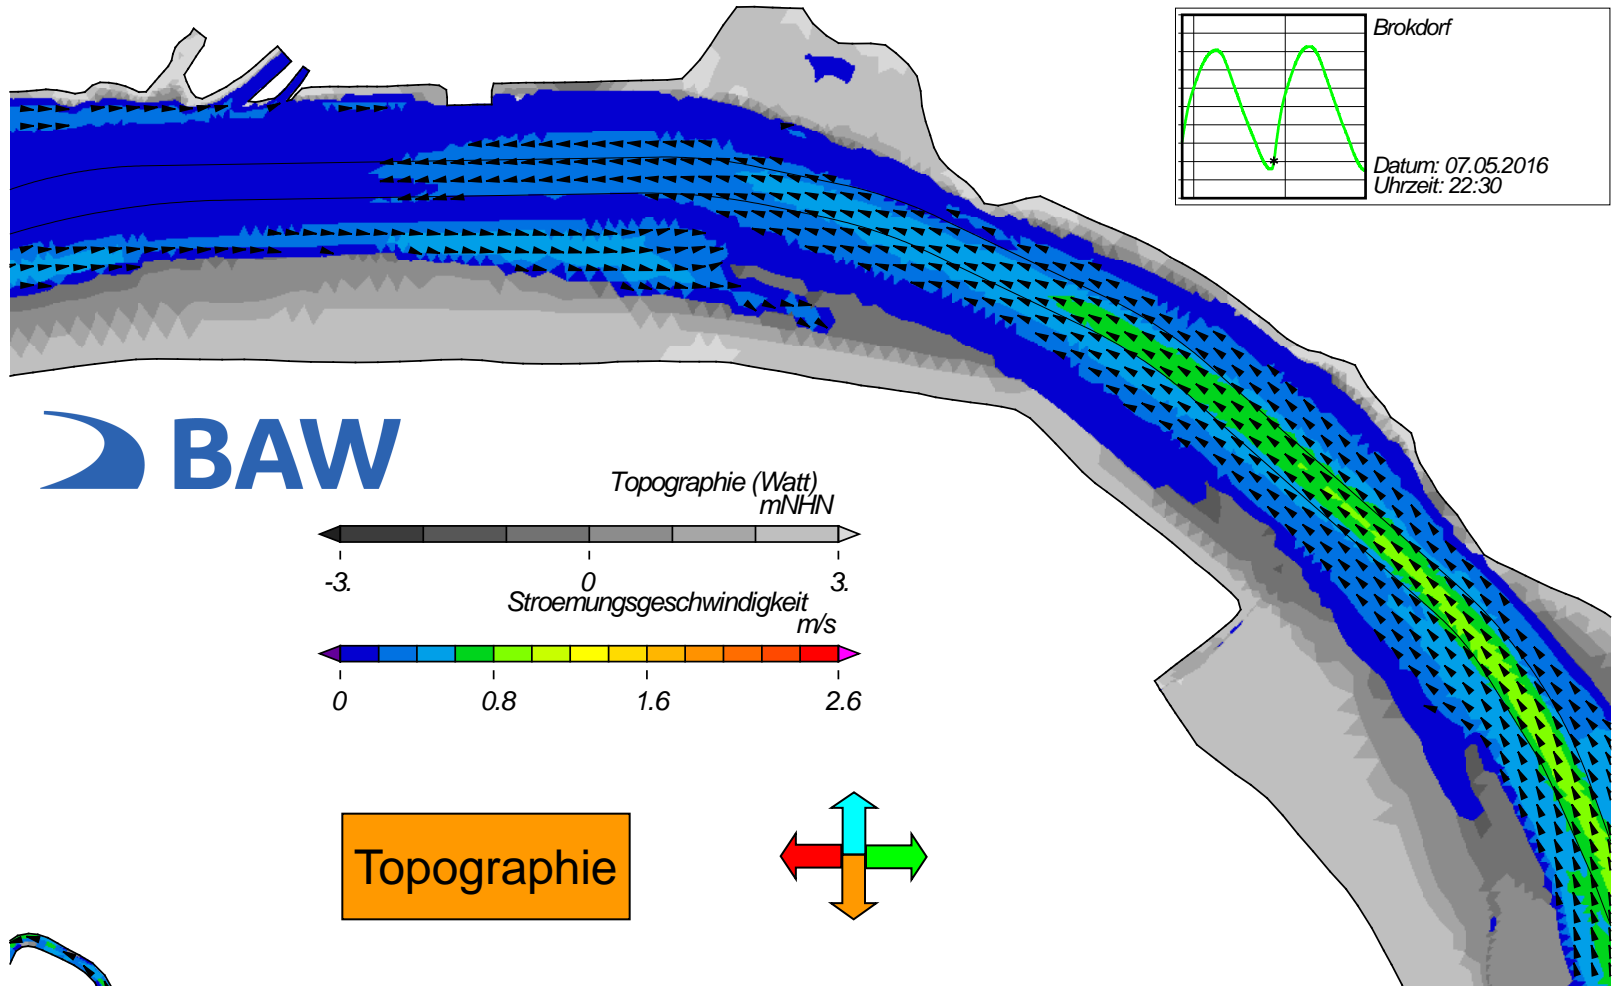 Brokdorf
Datum: 07.05.2016
Uhrzeit: 22:30
BAW
Topographie (Watt)
mNHN
-3. 0 3.
Stroemungsgeschwindigkeit
m/s
0 0.8 1.6 2.6
Topographie